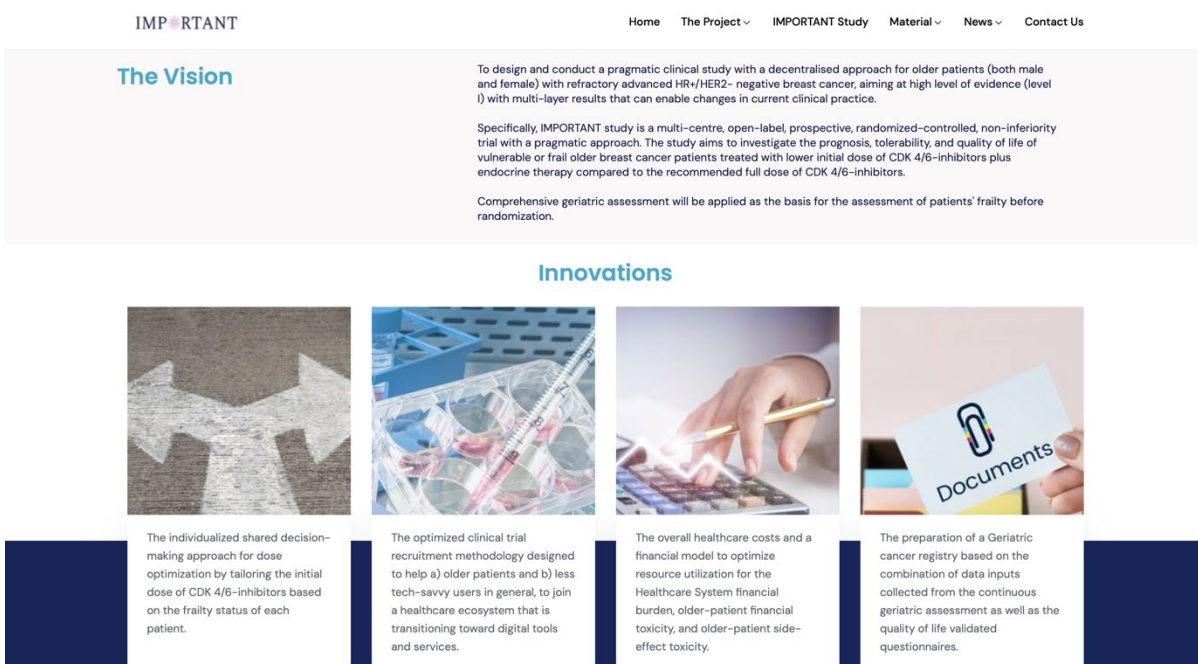 IMPORTANT
Home The Project IMPORTANT Study Material News Contact Us
The Vision
To design and conduct a pragmatic clinical study with a decentralised approach for older patients (both male
and female) with refractory advanced HR+/HER2- negative breast cancer, aiming at high level of evidence (level
I) with multi-layer results that can enable changes in current clinical practice.
Specifically, IMPORTANT study is a multi-centre, open-label, prospective, randomized-controlled, non-inferiority
trial with a pragmatic approach. The study aims to investigate the prognosis, tolerability, and quality of life of
vulnerable or frail older breast cancer patients treated with lower initial dose of CDK 4/6-inhibitors plus
endocrine therapy compared to the recommended full dose of CDK 4/6-inhibitors.
Comprehensive geriatric assessment will be applied as the basis for the assessment of patients' frailty before
randomization.
Innovations
Documents
The individualized shared decision-
making approach for dose
optimization by tailoring the initial
dose of CDK 4/6-inhibitors based
on the frailty status of each
patient.
The optimized clinical trial
recruitment methodology designed
to help a) older patients and b) less
tech-savvy users in general, to join
a healthcare ecosystem that is
transitioning toward digital tools
and services.
The overall healthcare costs and a
financial model to optimize
resource utilization for the
Healthcare System financial
burden, older-patient financial
toxicity, and older-patient side-
effect toxicity.
The preparation of a Geriatric
cancer registry based on the
combination of data inputs
collected from the continuous
geriatric assessment as well as the
quality of life validated
questionnaires.